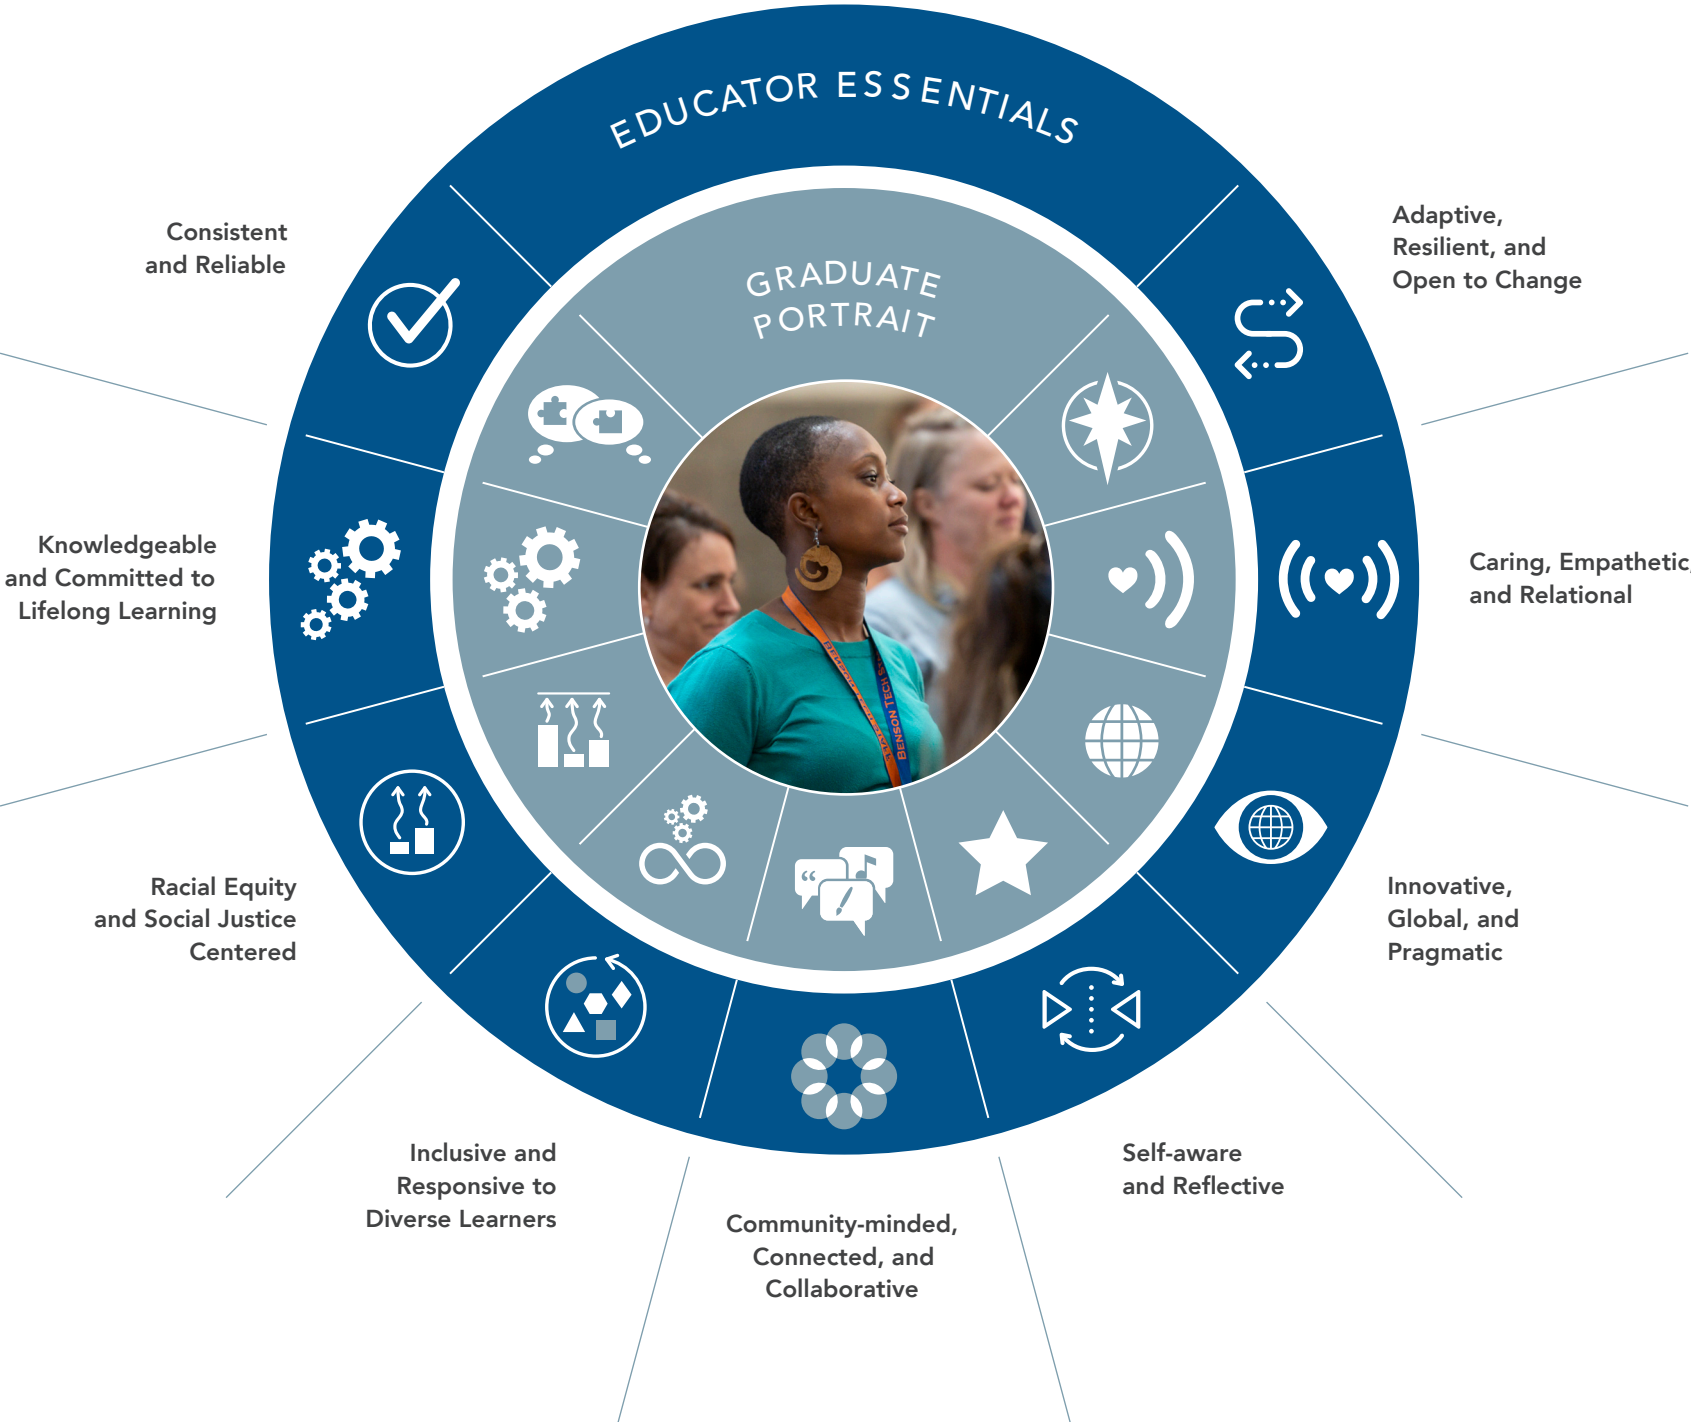 EDUCATOR ESSENTIALS
GRADUATE
PORTRAIT
Consistent
and Reliable
Adaptive,
Resilient, and
Open to Change
Knowledgeable
and Committed to
Lifelong Learning
Caring, Empathetic,
and Relational
BENSON TECH
Racial Equity
and Social Justice
Centered
Innovative,
Global, and
Pragmatic
Inclusive and
Responsive to
Diverse Learners
Self-aware
and Reflective
Community-minded,
Connected, and
Collaborative